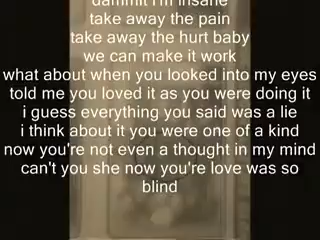 dammit i'm insane
take away the pain
take away the hurt baby
we can make it work
what about when you looked into my eyes
told me you loved it as you were doing it
i guess everything you said was a lie
i think about it you were one of a kind
now you're not even a thought in my mind
can't you she now you're love was so
blind